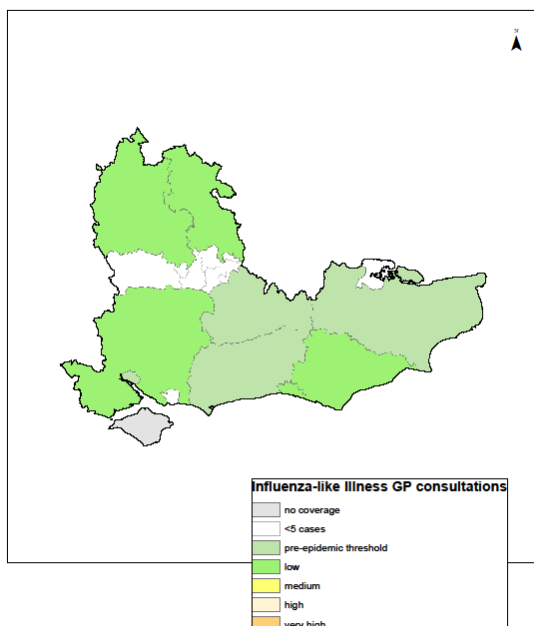 N
Influenza-like Illness GP consultations
no coverage
<5 cases
pre-epidemic threshold
low
medium
high
very high